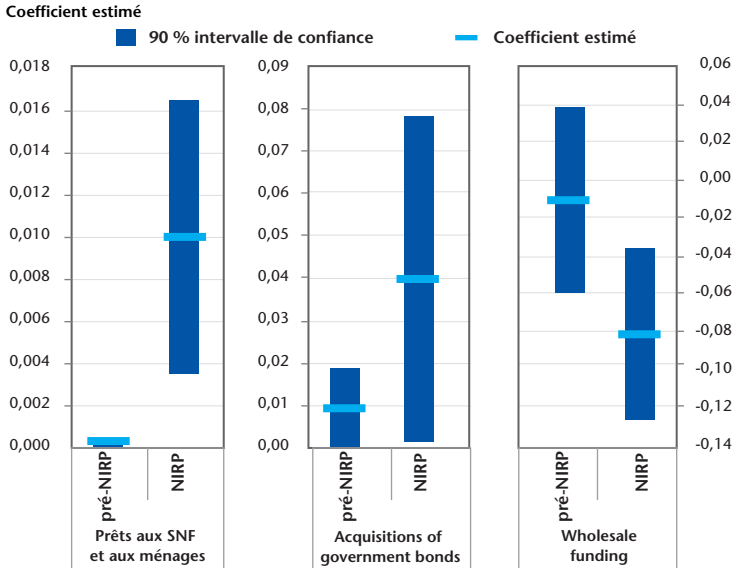 Coefficient estimé
90 % intervalle de confiance
Coefficient estimé
0,018
0,016
0,014
0,012
0,010
0,008
0,006
0,004
0,002
0,000
0,09
0,08
0,07
0,06
0,05
0,04
0,03
0,02
0,01
0,00
0,06
0,04
0,02
0,00
-0,02
-0,04
-0,06
-0,08
-0,10
-0,12
-0,14
pré-NIRP
NIRP
pré-NIRP
NIRP
pré-NIRP
NIRP
Prêts aux SNF
et aux ménages
Acquisitions of
government bonds
Wholesale
funding